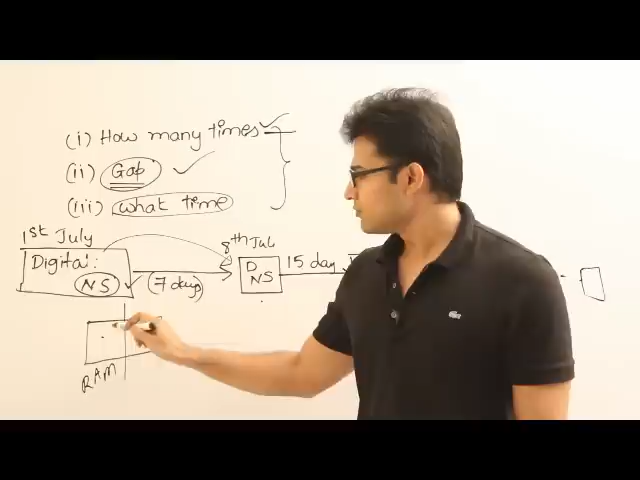 (i) How many times
(ii) Gap
(iii) what time
1st July
8th Jul
Digital:
NS
(7 days)
D
NS
15 day
RAM